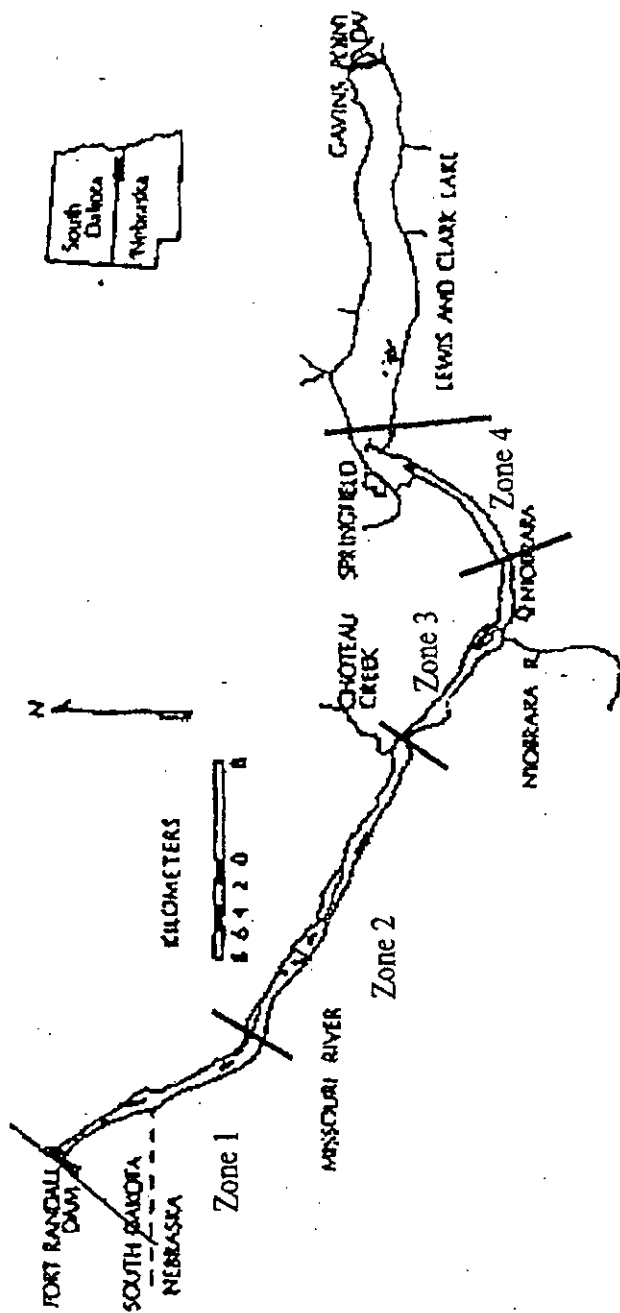 FORT RANDALL
DAM
SOUTH DAKOTA
NEBRASKA
Zone 1
MISSOURI RIVER
Zone 2
KILOMETERS
8 6 4 2 0 8
N
CHOTEAU
CREEK
Zone 3
NIOBRARA R.
NIOBRARA
Zone 4
SPRINGFIELD
LEWIS AND CLARK LAKE
GAVINS POINT
South
Dakota
Nebraska